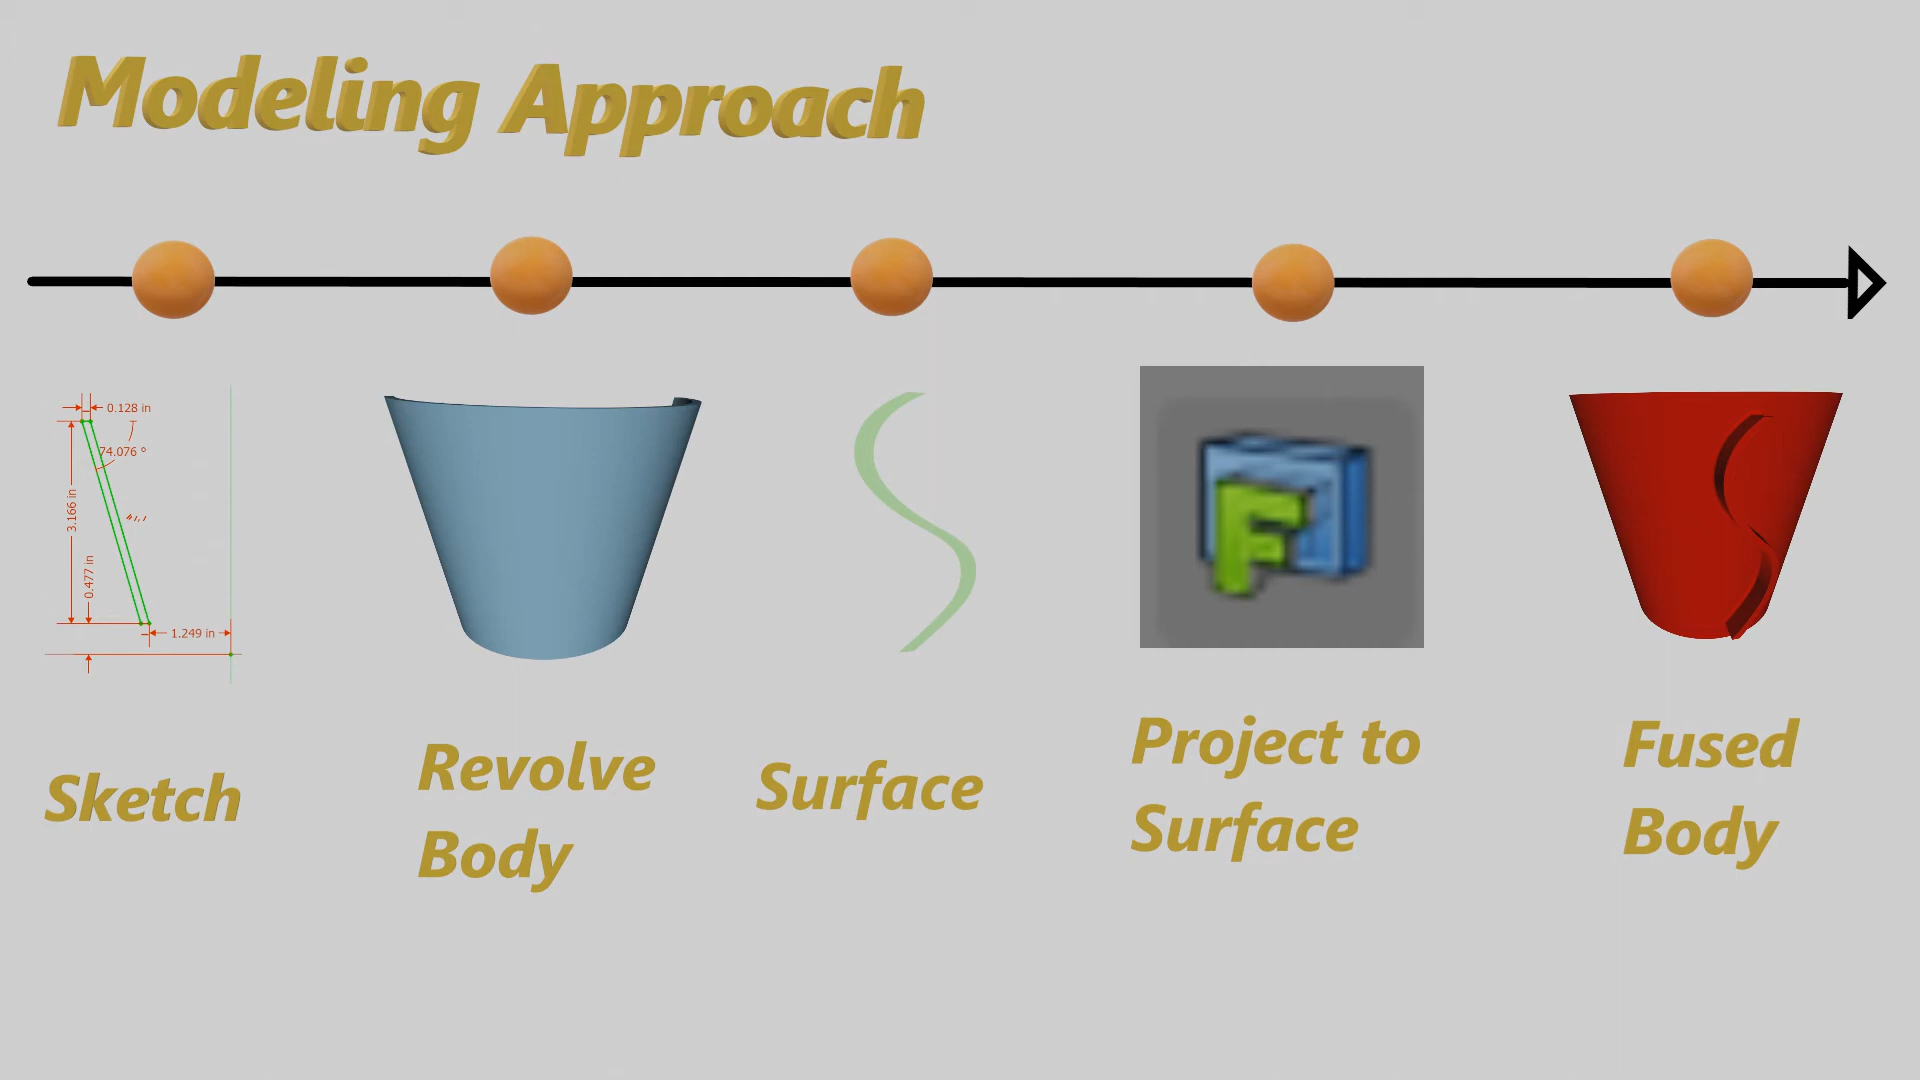 Modeling Approach
0.128 in
74.076 °
3.166 in
0.477 in
1.249 in
F
Sketch
Revolve
Body
Surface
Project to
Surface
Fused
Body